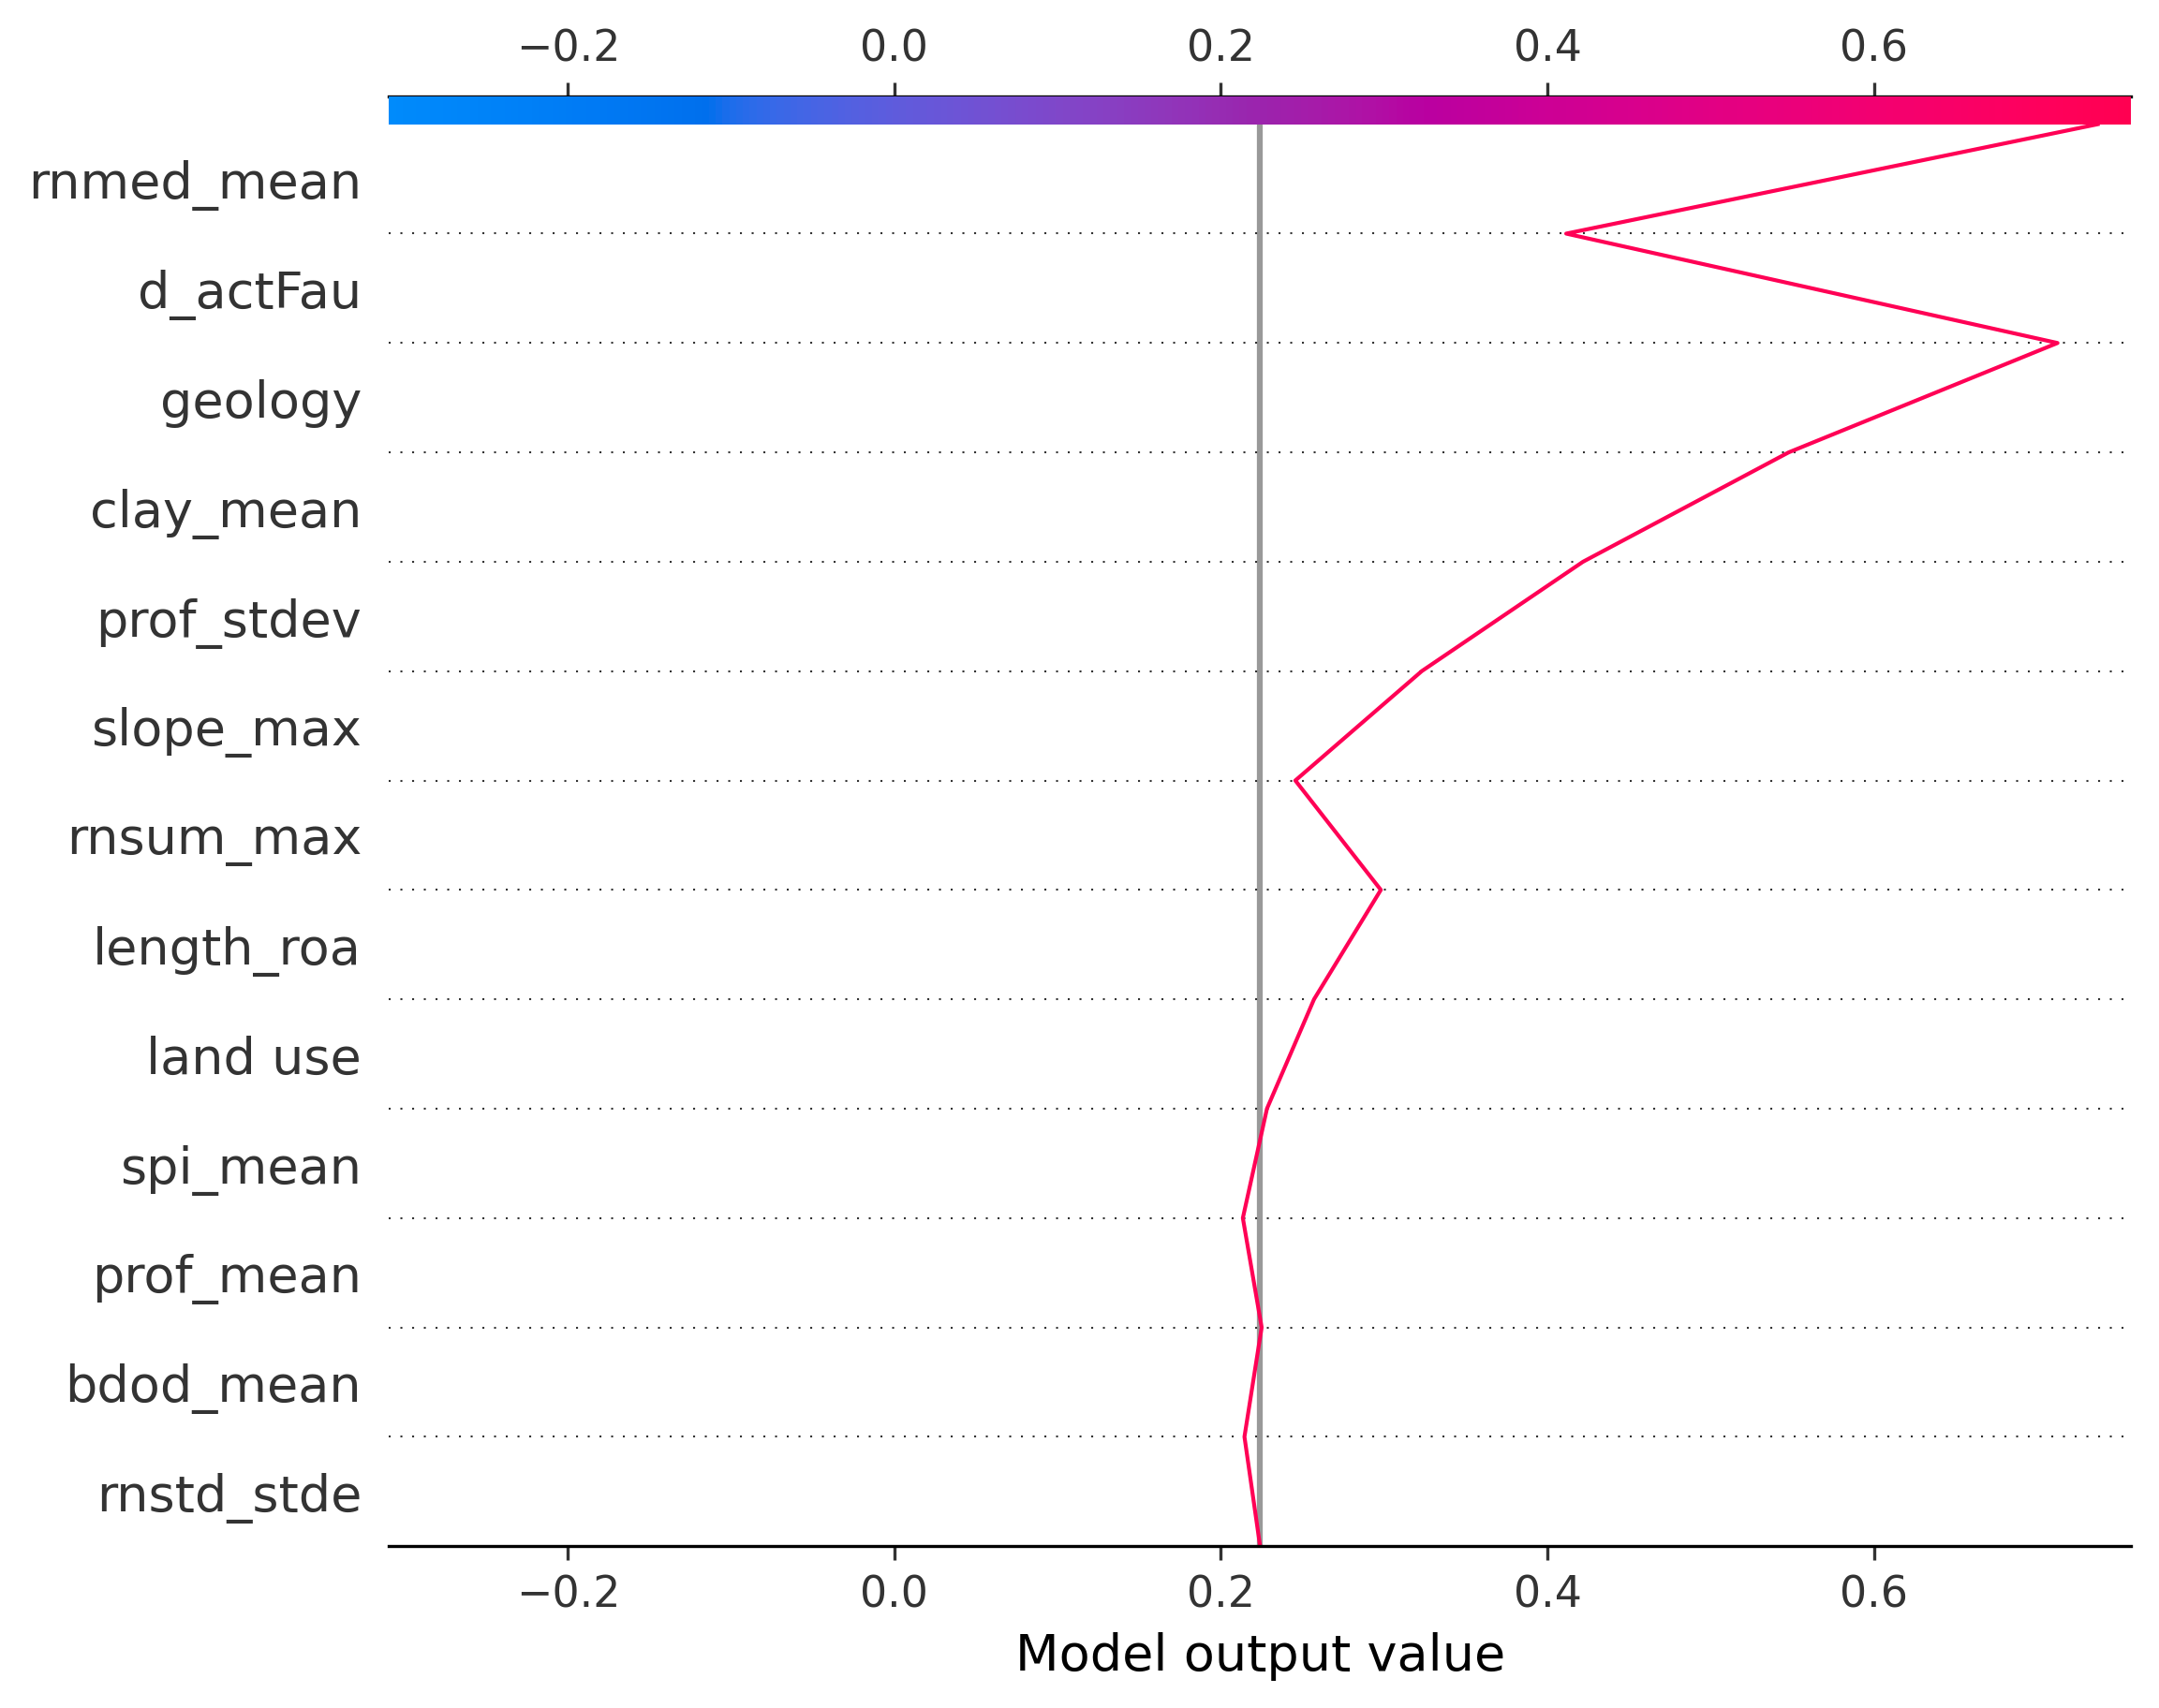 −0.2 0.0 0.2 0.4 0.6
rnmed_mean
d_actFau
geology
clay_mean
prof_stdev
slope_max
rnsum_max
length_roa
land use
spi_mean
prof_mean
bdod_mean
rnstd_stde
−0.2 0.0 0.2 0.4 0.6
Model output value